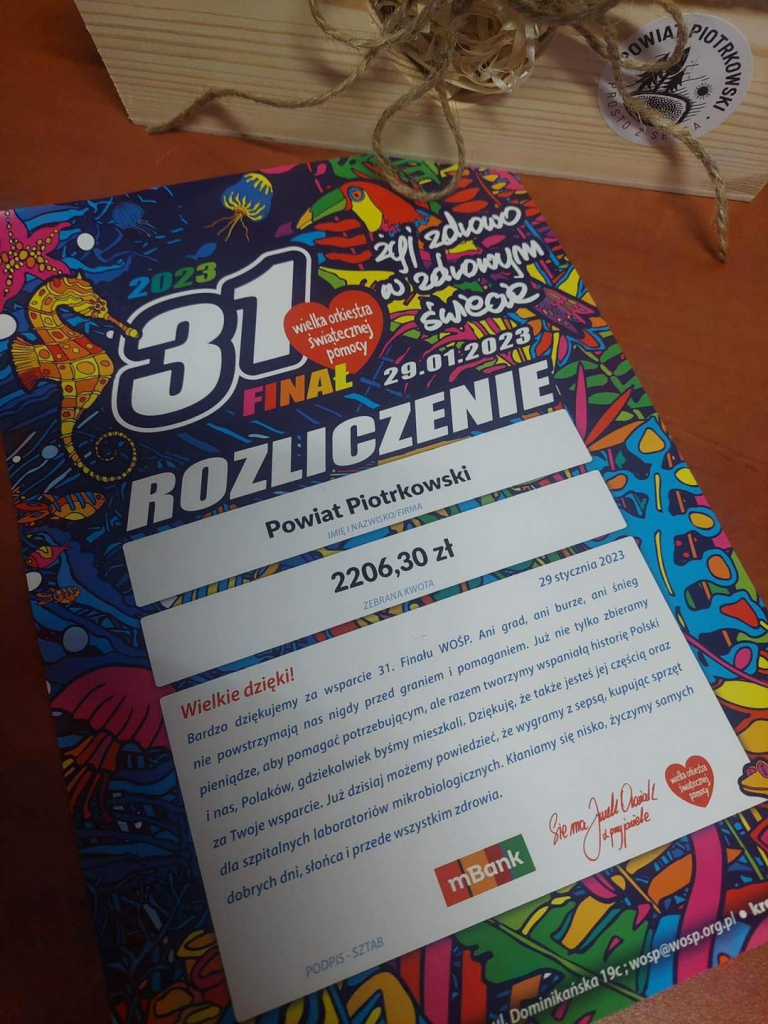 POWIAT PIOTRKOWSKI
PROSTO Z SERCA
2023
31
FINAŁ
wielka orkiestra
świątecznej
pomocy
żyj zdrowo
w zdrowym
świecie
29.01.2023
ROZLICZENIE
Powiat Piotrkowski
IMIĘ I NAZWISKO/FIRMA
2206,30 zł
ZEBRANA KWOTA
29 stycznia 2023
Wielkie dzięki!
Bardzo dziękujemy za wsparcie 31. Finału WOŚP. Ani grad, ani burze, ani śnieg
nie powstrzymają nas nigdy przed graniem i pomaganiem. Już nie tylko zbieramy
pieniądze, aby pomagać potrzebującym, ale razem tworzymy wspaniałą historię Polski
i nas, Polaków, gdziekolwiek byśmy mieszkali. Dziękuję, że także jesteś jej częścią oraz
za Twoje wsparcie. Już dzisiaj możemy powiedzieć, że wygramy z sepsą, kupując sprzęt
dla szpitalnych laboratoriów mikrobiologicznych. Kłaniamy się nisko, życzymy samych
dobrych dni, słońca i przede wszystkim zdrowia.
mBank
Sie ma, Jurek Owsiak
z przyjaciele
wielka orkiestra
świątecznej
pomocy
PODPIS - SZTAB
ul. Dominikańska 19c; wosp@wosp.org.pl •